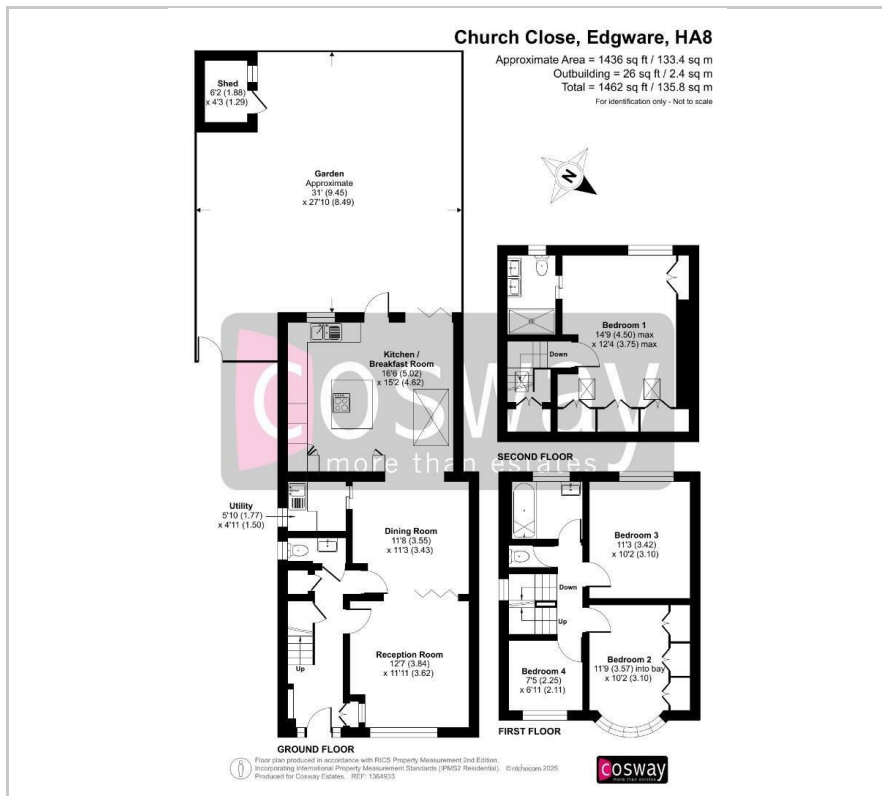 Church Close, Edgware, HA8
Approximate Area = 1436 sq ft / 133.4 sq m
Outbuilding = 26 sq ft / 2.4 sq m
Total = 1462 sq ft / 135.8 sq m
For identification only - Not to scale
Shed
6'2 (1.88)
x 4'3 (1.29)
Garden
Approximate
31' (9.45)
x 27'10 (8.49)
N
Bedroom 1
14'9 (4.50) max
x 12'4 (3.75) max
Down
SECOND FLOOR
Kitchen /
Breakfast Room
16'6 (5.02)
x 15'2 (4.62)
cosway
more than estates
Utility
5'10 (1.77)
x 4'11 (1.50)
Dining Room
11'8 (3.55)
x 11'3 (3.43)
Bedroom 3
11'3 (3.42)
x 10'2 (3.10)
Down
Up
Reception Room
12'7 (3.84)
x 11'11 (3.62)
Up
Bedroom 4
7'5 (2.25)
x 6'11 (2.11)
Bedroom 2
11'9 (3.57) into bay
x 10'2 (3.10)
FIRST FLOOR
GROUND FLOOR
Floor plan produced in accordance with RICS Property Measurement 2nd Edition.
Incorporating International Property Measurement Standards (IPMS2 Residential). © nichecom 2025.
Produced for Cosway Estates. REF: 1364933
cosway
more than estates